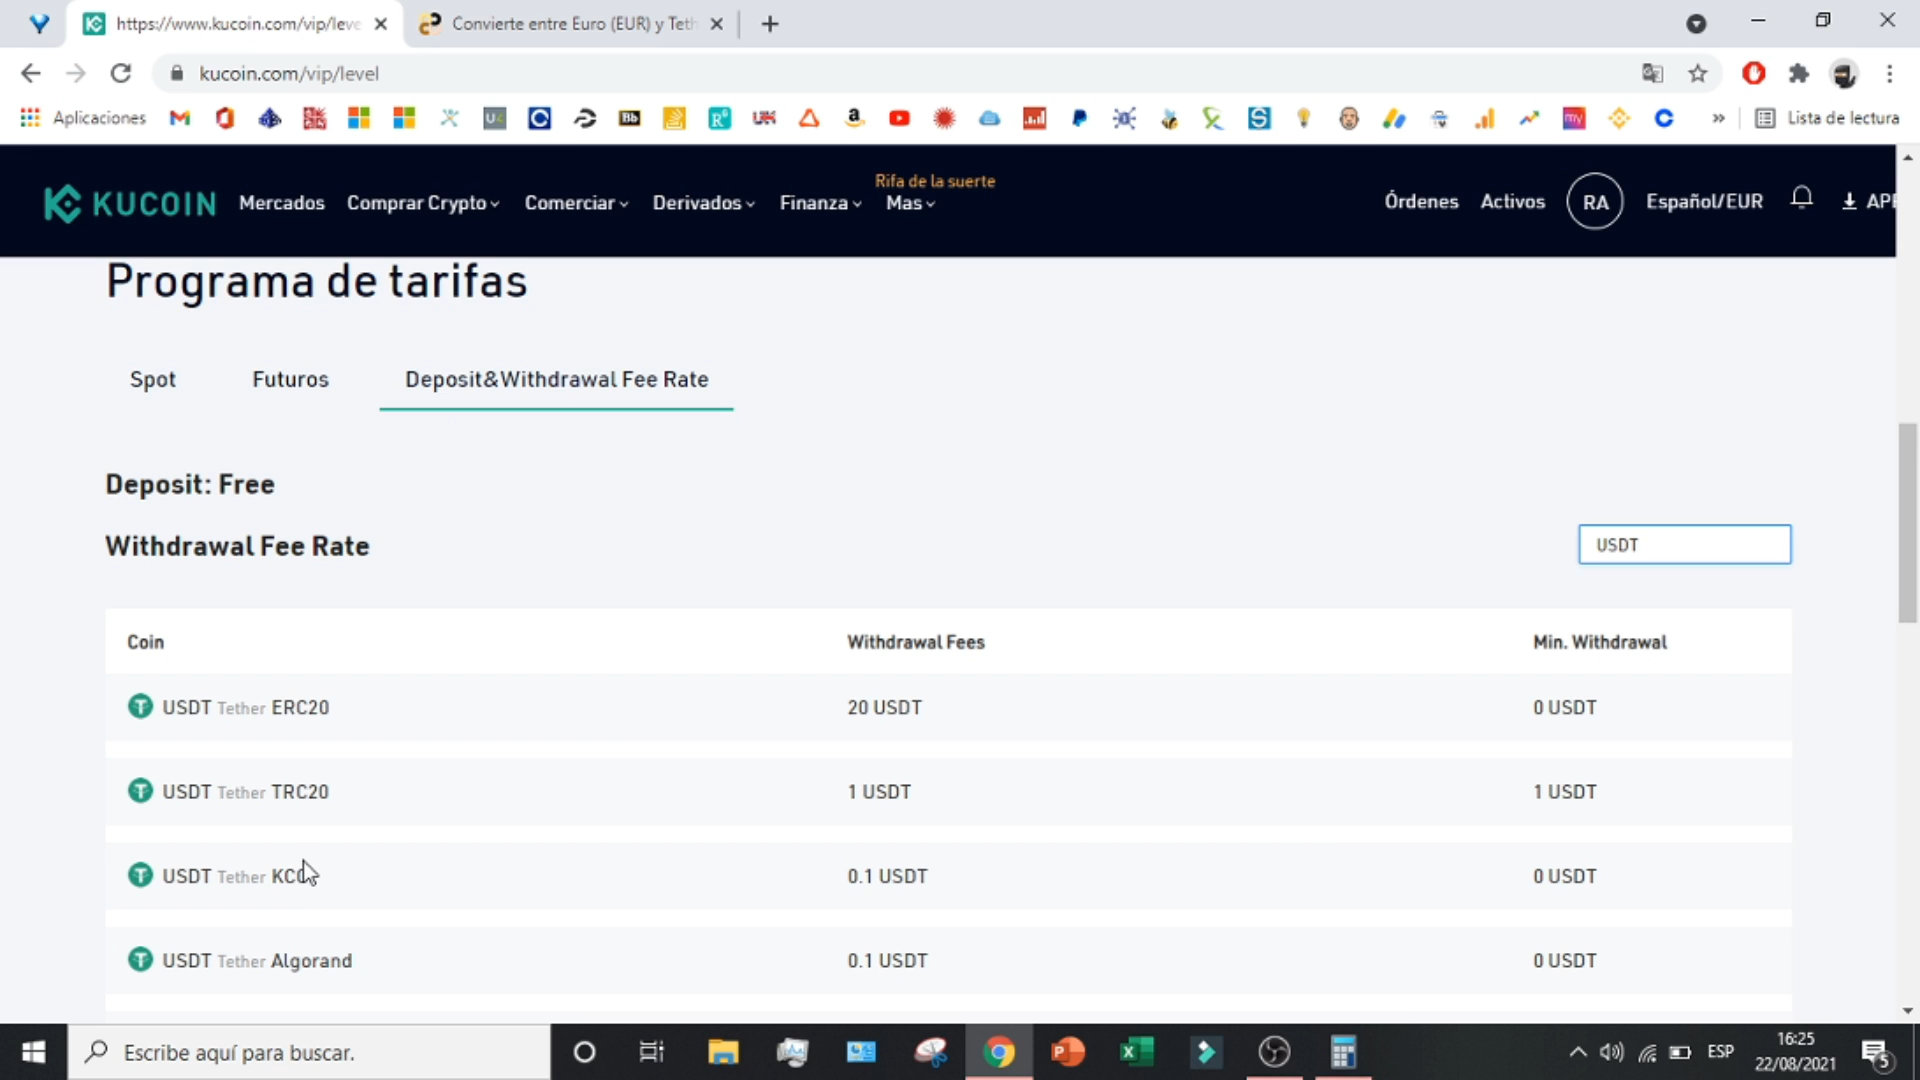 https://www.kucoin.com/vip/leve
Convierte entre Euro (EUR) y Teth
kucoin.com/vip/level
Aplicaciones
Bb
my
Lista de lectura
Rifa de la suerte
KUCOIN
Mercados
Comprar Crypto
Comerciar
Derivados
Finanza
Mas
Órdenes
Activos
RA
Español/EUR
Programa de tarifas
Spot
Futuros
Deposit&Withdrawal Fee Rate
Deposit: Free
Withdrawal Fee Rate
USDT
Coin Withdrawal Fees Min. Withdrawal
USDT Tether ERC20 20 USDT 0 USDT
USDT Tether TRC20 1 USDT 1 USDT
USDT Tether KCC 0.1 USDT 0 USDT
USDT Tether Algorand 0.1 USDT 0 USDT
Escribe aquí para buscar.
ESP
16:25
22/08/2021
5